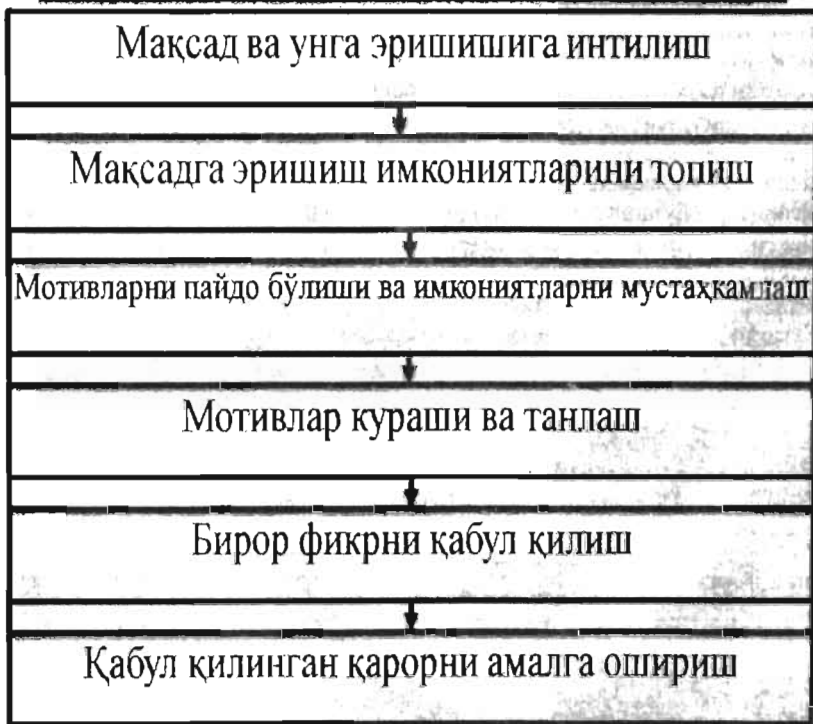 Мақсад ва унга эришишига интилиш
Мақсадга эришиш имкониятларини топиш
Мотивларни пайдо бўлиши ва имкониятларни мустаҳкамлаш
Мотивлар кураши ва танлаш
Бирор фикрни қабул қилиш
Қабул қилинган қарорни амалга ошириш